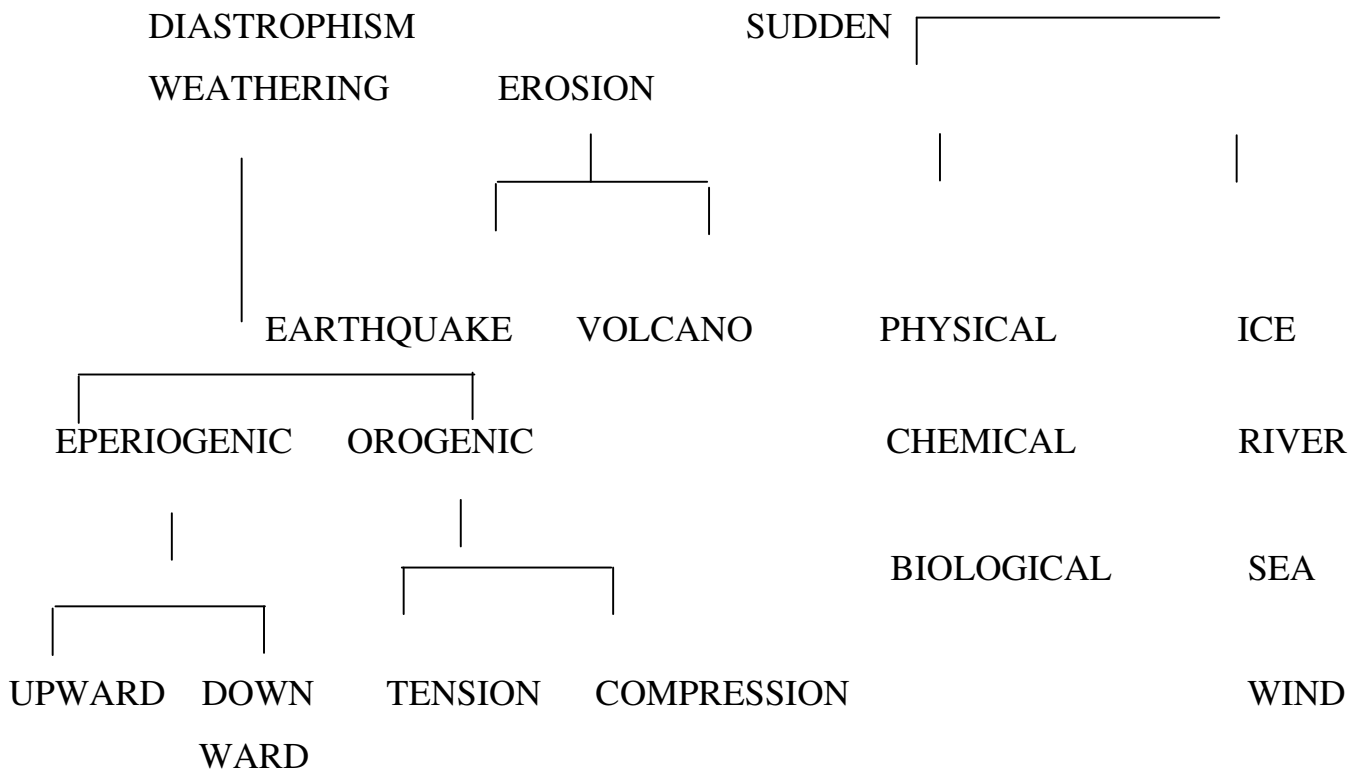 DIASTROPHISM SUDDEN
WEATHERING EROSION
EARTHQUAKE VOLCANO PHYSICAL ICE
EPERIOGENIC OROGENIC CHEMICAL RIVER
BIOLOGICAL SEA
UPWARD DOWN TENSION COMPRESSION WIND
WARD